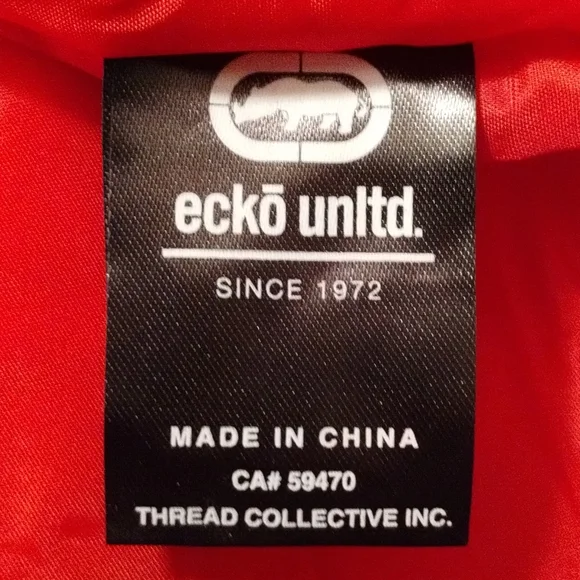 eckō unltd.
SINCE 1972
MADE IN CHINA
CA# 59470
THREAD COLLECTIVE INC.